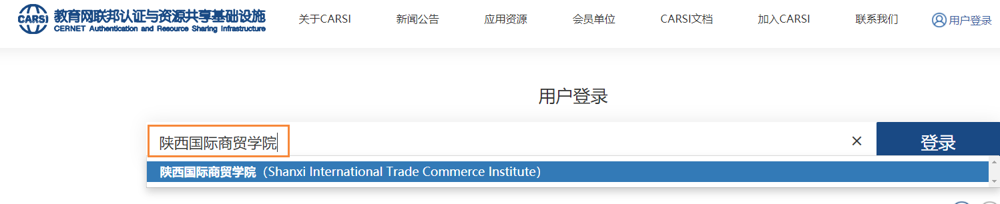 CARSI 教育网联邦认证与资源共享基础设施
CERNET Authentication and Resource Sharing Infrastructure
关于CARSI 新闻公告 应用资源 会员单位 CARSI文档 加入CARSI 联系我们 用户登录
用户登录
陕西国际商贸学院 × 登录
陕西国际商贸学院（Shanxi International Trade Commerce Institute）